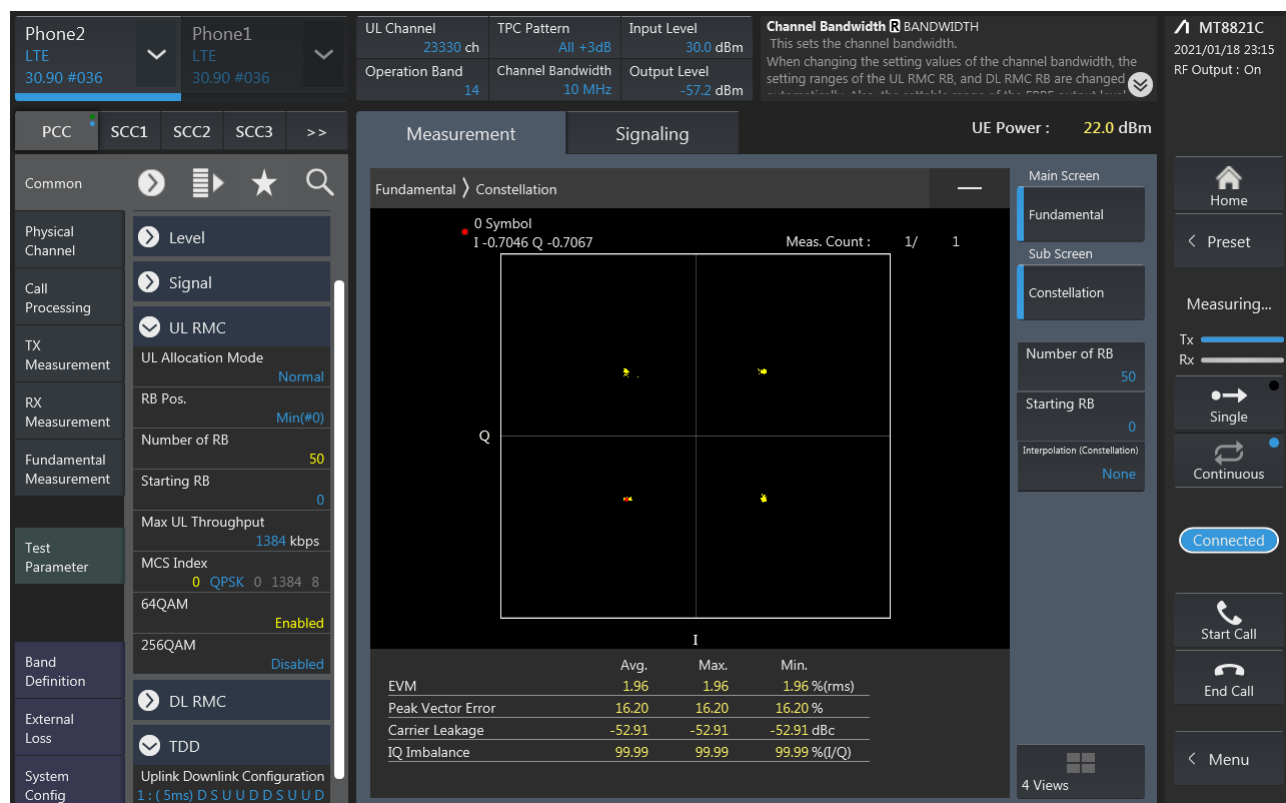 Phone2
LTE
30.90 #036
Phone1
LTE
30.90 #036
UL Channel
23330 ch
TPC Pattern
All +3dB
Input Level
30.0 dBm
Operation Band
14
Channel Bandwidth
10 MHz
Output Level
-57.2 dBm
Channel Bandwidth R BANDWIDTH
This sets the channel bandwidth.
When changing the setting values of the channel bandwidth, the
setting ranges of the UL RMC RB, and DL RMC RB are changed
MT8821C
2021/01/18 23:15
RF Output : On
PCC SCC1 SCC2 SCC3 >>
Measurement
Signaling
UE Power : 22.0 dBm
Common
Physical
Channel
Call
Processing
TX
Measurement
RX
Measurement
Fundamental
Measurement
Test
Parameter
Band
Definition
External
Loss
System
Config
Level
Signal
UL RMC
UL Allocation Mode
Normal
RB Pos.
Min(#0)
Number of RB
50
Starting RB
0
Max UL Throughput
1384 kbps
MCS Index
0 QPSK 0 1384 8
64QAM
Enabled
256QAM
Disabled
DL RMC
TDD
Uplink Downlink Configuration
1 : ( 5ms) D S U U D D S U U D
Fundamental 〉 Constellation
0 Symbol
I -0.7046 Q -0.7067
Meas. Count : 1/ 1
Q
I
Avg. Max. Min.
EVM 1.96 1.96 1.96 %(rms)
Peak Vector Error 16.20 16.20 16.20 %
Carrier Leakage -52.91 -52.91 -52.91 dBc
IQ Imbalance 99.99 99.99 99.99 %(I/Q)
Main Screen
Fundamental
Sub Screen
Constellation
Number of RB
50
Starting RB
0
Interpolation (Constellation)
None
4 Views
Home
< Preset
Measuring...
Tx
Rx
Single
Continuous
Connected
Start Call
End Call
< Menu